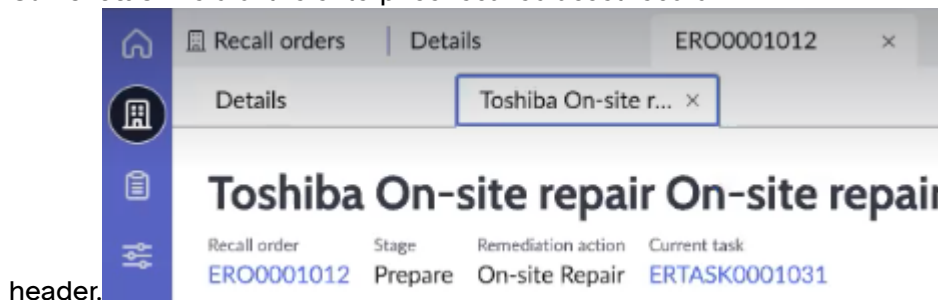 Recall orders Details ERO0001012 ×
Details Toshiba On-site r... ×
Toshiba On-site repair On-site repair
Recall order Stage Remediation action Current task
ERO0001012 Prepare On-site Repair ERTASK0001031
header.